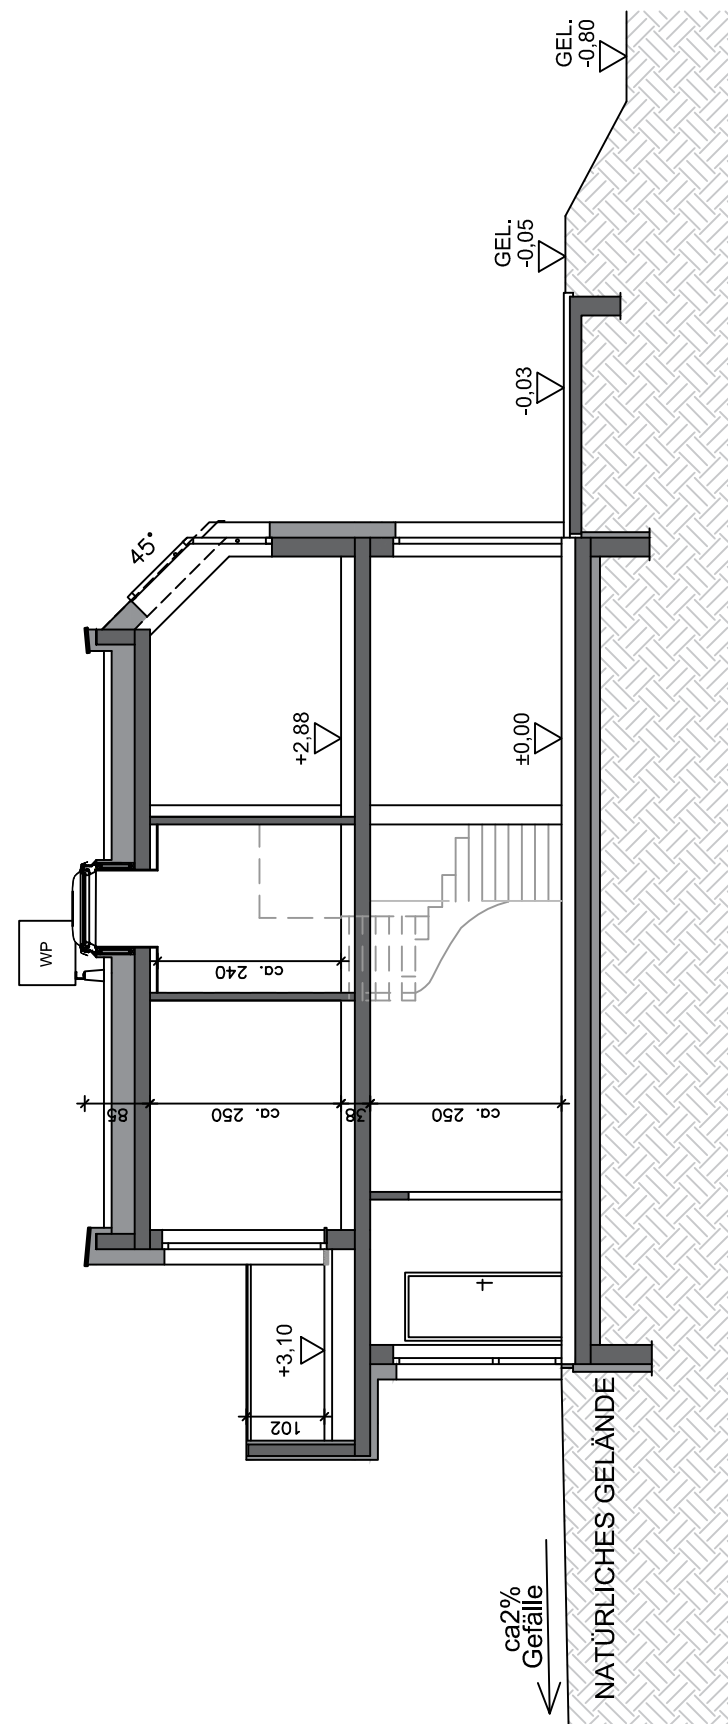 GEL.
-0,80
GEL.
-0,05
-0,03
45°
+2,88
±0,00
WP
ca. 240
85
ca. 250
38
ca. 250
+3,10
102
ca2%
Gefälle
NATÜRLICHES GELÄNDE